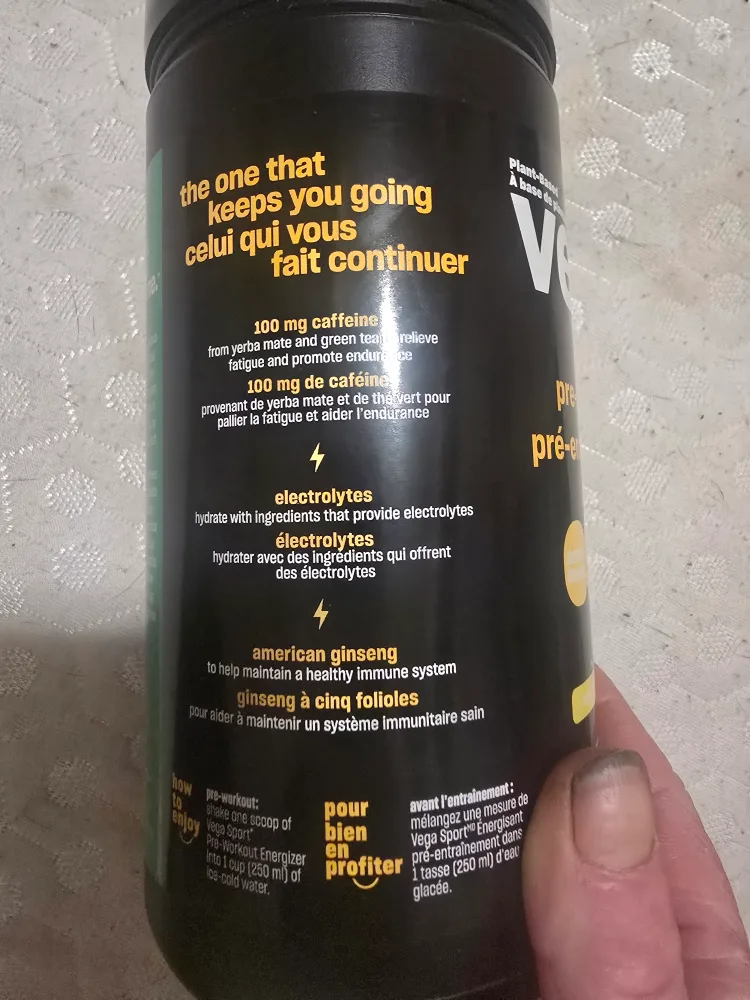 the one that
keeps you going
celui qui vous
fait continuer
100 mg caffeine
from yerba mate and green tea relieve
fatigue and promote endurance
100 mg de caféine
provenant de yerba mate et de thé vert pour
pallier la fatigue et aider l'endurance
electrolytes
hydrate with ingredients that provide electrolytes
électrolytes
hydrater avec des ingrédients qui offrent
des électrolytes
american ginseng
to help maintain a healthy immune system
ginseng à cinq folioles
pour aider à maintenir un système immunitaire sain
how
to
enjoy
pre-workout:
shake one scoop of
Vega Sport
Pre-Workout Energizer
into 1 cup (250 ml) of
ice-cold water.
pour
bien
en
profiter
avant l'entraînement :
mélangez une mesure de
Vega Sport MD Énergisant
pré-entraînement dans
1 tasse (250 ml) d'eau
glacée.
Plant-Based
À base de
ve
pre-
pré-e